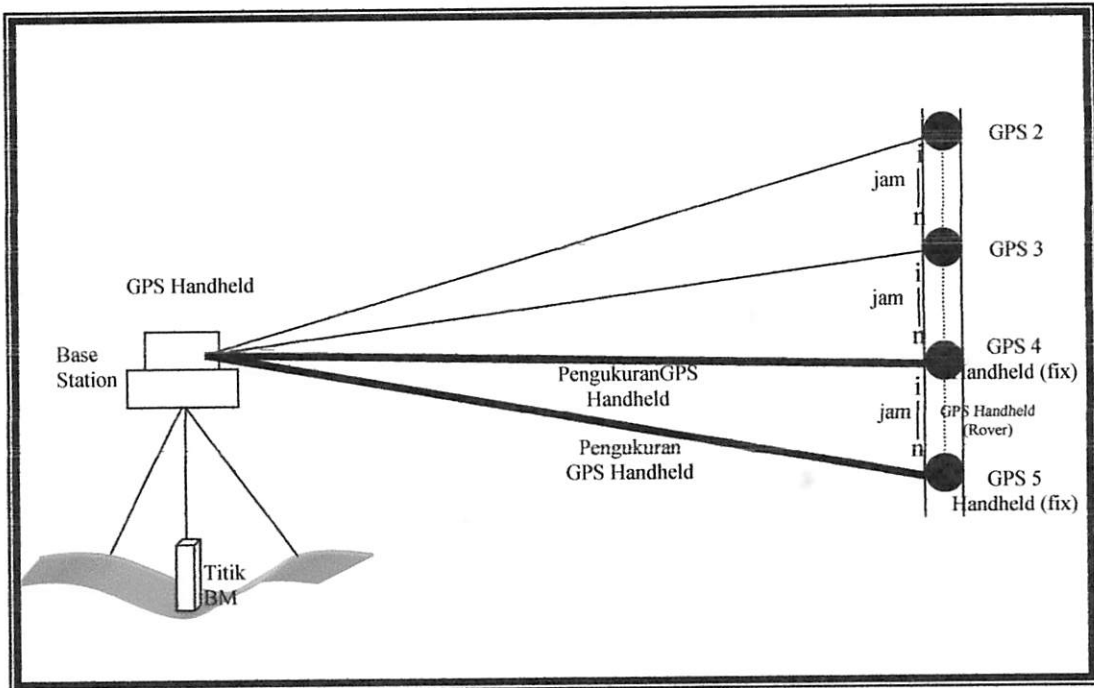 GPS 2
i
jam
n
GPS 3
GPS Handheld
i
jam
n
Base
Station
GPS 4
Handheld (fix)
PengukuranGPS
Handheld
i
jam
n
GPS Handheld
(Rover)
Pengukuran
GPS Handheld
GPS 5
Handheld (fix)
Titik
BM